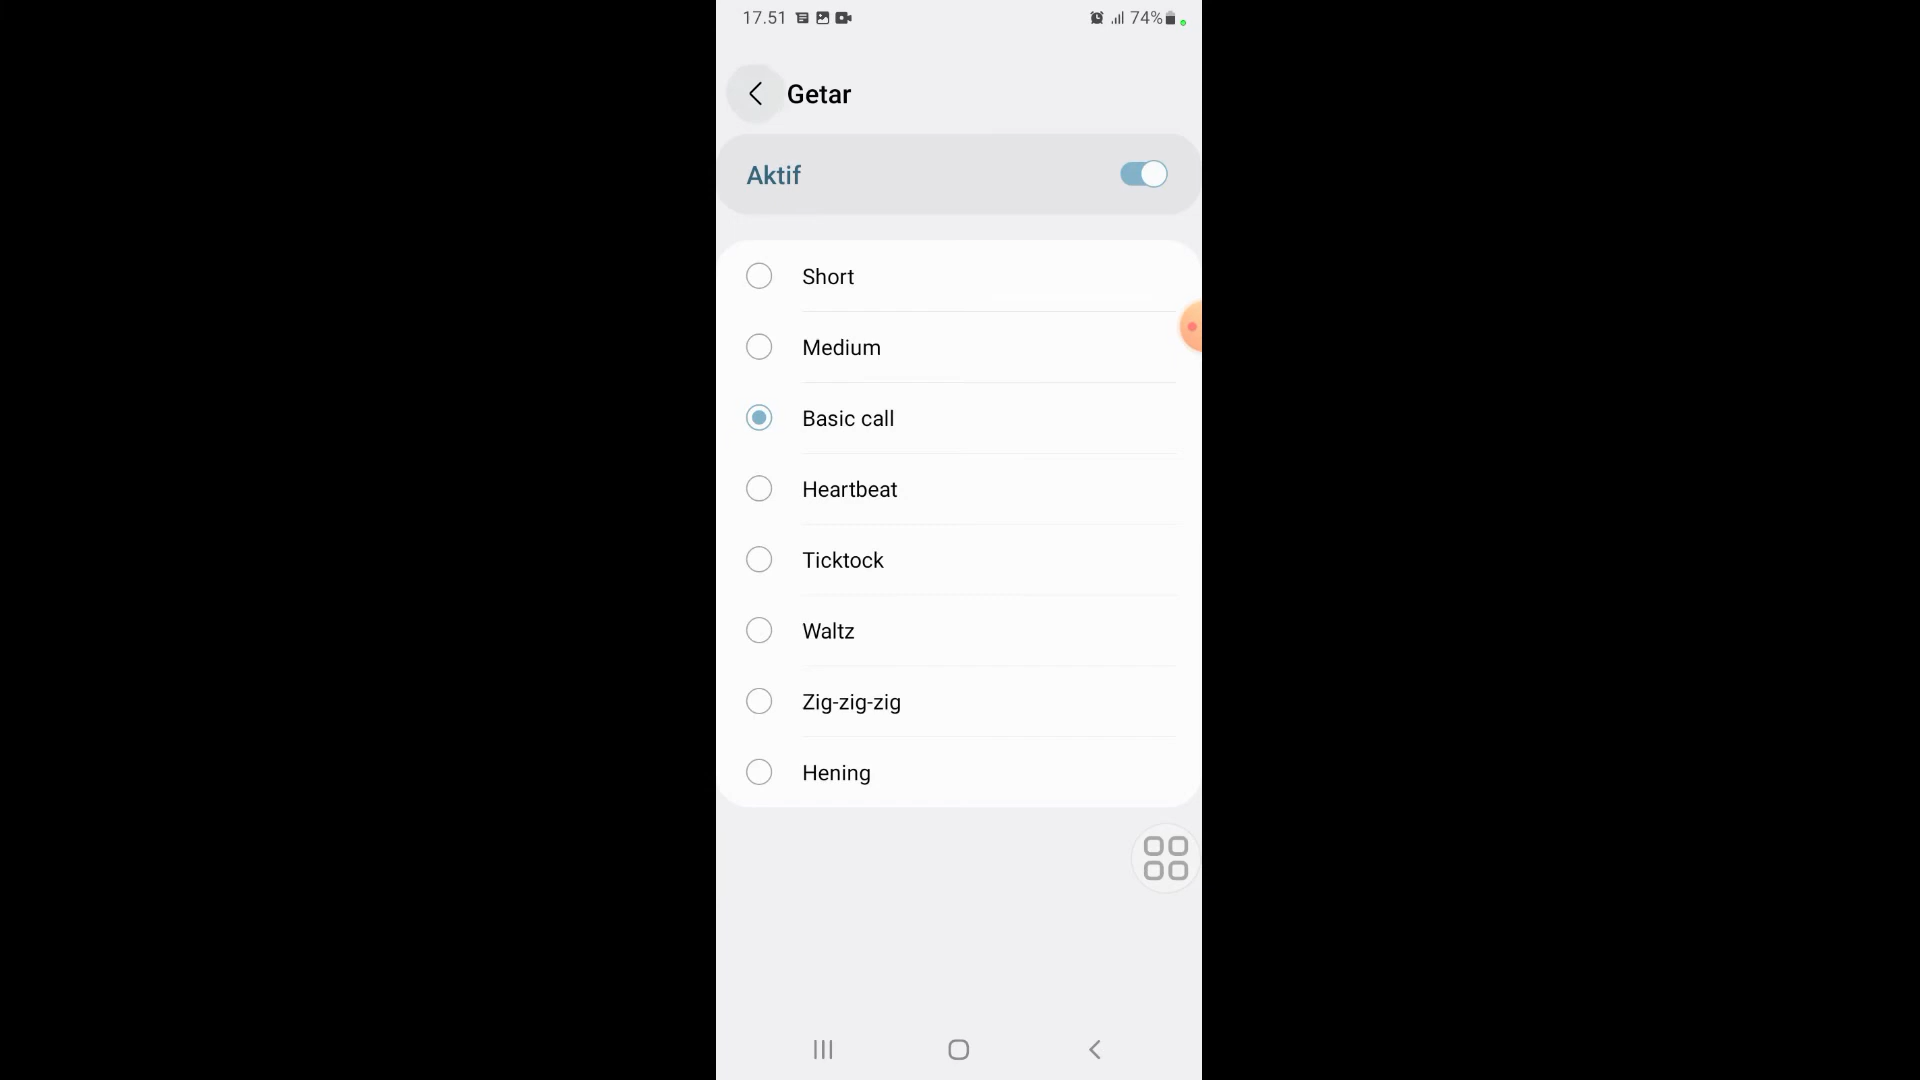 17.51
74%
Getar
Aktif
Short
Medium
Basic call
Heartbeat
Ticktock
Waltz
Zig-zig-zig
Hening